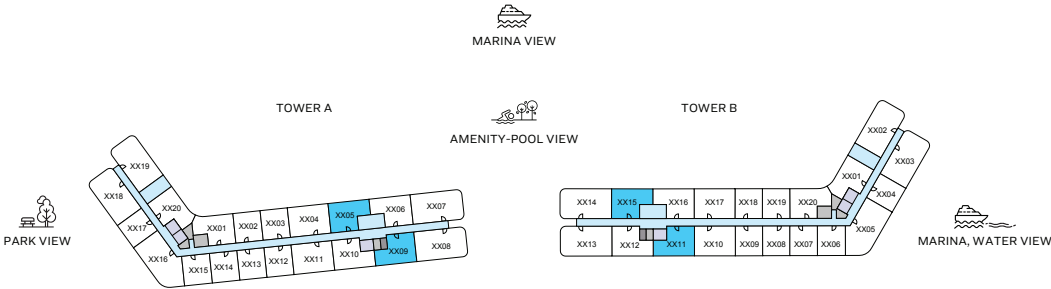 MARINA VIEW
TOWER A
TOWER B
AMENITY-POOL VIEW
PARK VIEW
MARINA, WATER VIEW
XX19
XX18
XX20
XX17
XX16
XX01
XX02
XX03
XX04
XX05
XX06
XX07
XX15
XX14
XX13
XX12
XX11
XX10
XX09
XX08
XX02
XX03
XX01
XX04
XX05
XX14
XX15
XX16
XX17
XX18
XX19
XX20
XX13
XX12
XX11
XX10
XX09
XX08
XX07
XX06